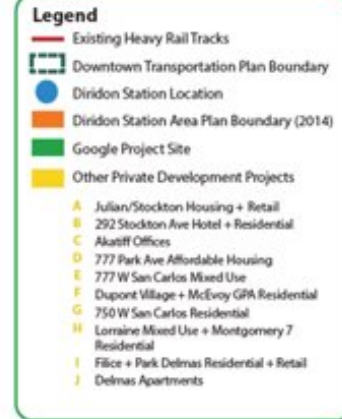 Legend
Existing Heavy Rail Tracks
Downtown Transportation Plan Boundary
Diridon Station Location
Diridon Station Area Plan Boundary (2014)
Google Project Site
Other Private Development Projects
A Julian/Stockton Housing + Retail
B 292 Stockton Ave Hotel + Residential
C Akatiff Offices
D 777 Park Ave Affordable Housing
E 777 W San Carlos Mixed Use
F Dupont Village + McEvoy GPA Residential
G 750 W San Carlos Residential
H Lorraine Mixed Use + Montgomery 7
Residential
I Filice + Park Delmas Residential + Retail
J Delmas Apartments